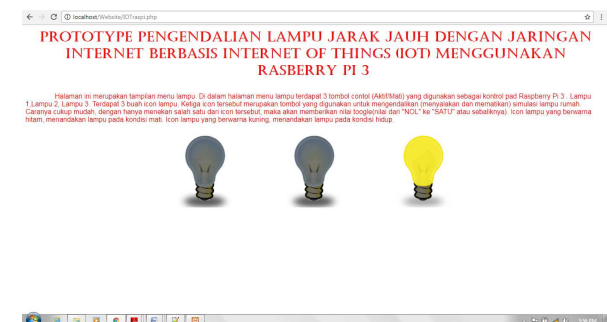 localhost/Website/IOTraspi.php
PROTOTYPE PENGENDALIAN LAMPU JARAK JAUH DENGAN JARINGAN
INTERNET BERBASIS INTERNET OF THINGS (IOT) MENGGUNAKAN
RASBERRY PI 3
Halaman ini merupakan tampilan menu lampu. Di dalam halaman menu lampu terdapat 3 tombol contol (Aktif/Mati) yang digunakan sebagai kontrol pad Raspberry Pi 3 . Lampu
1,Lampu 2, Lampu 3. Terdapat 3 buah icon lampu. Ketiga icon tersebut merupakan tombol yang digunakan untuk mengendalikan (menyalakan dan mematikan) simulasi lampu rumah.
Caranya cukup mudah, dengan hanya menekan salah satu dari icon tersebut, maka akan memberikan nilai toogle(nilai dari "NOL" ke "SATU" atau sebaliknya). Icon lampu yang berwarna
hitam, menandakan lampu pada kondisi mati. Icon lampu yang berwarna kuning, menandakan lampu pada kondisi hidup.